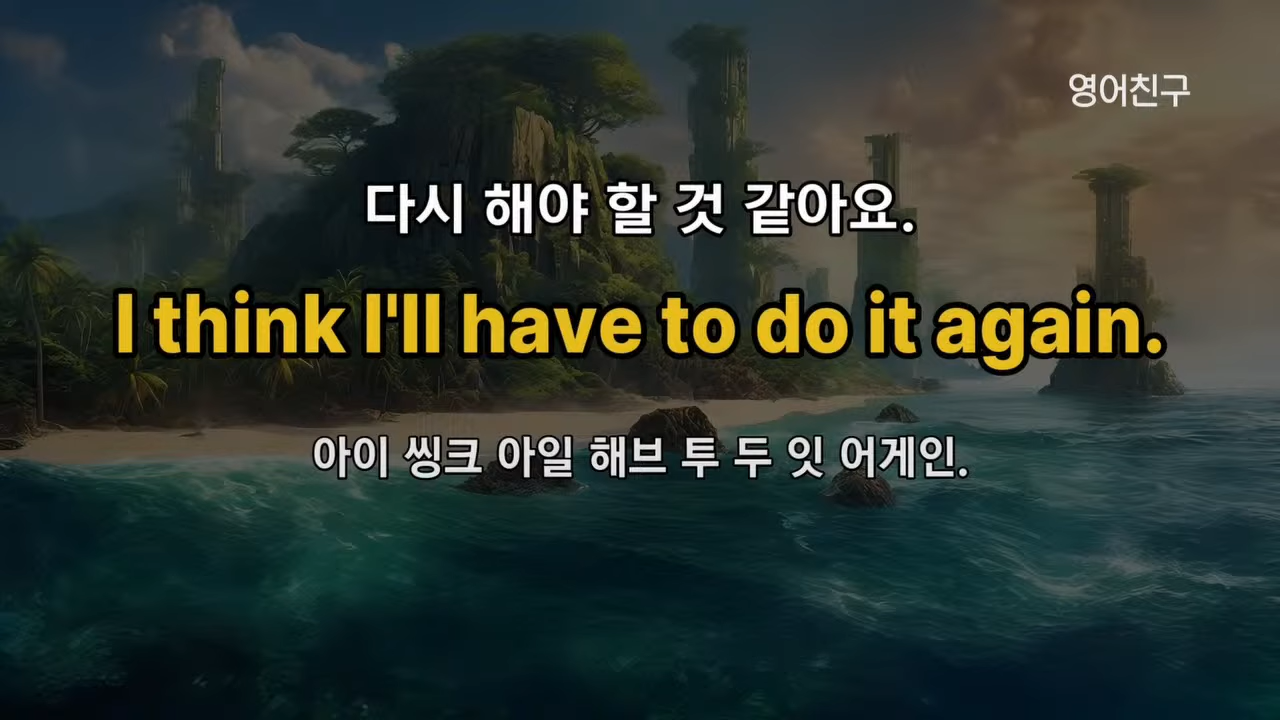 영어친구
다시 해야 할 것 같아요.
I think I'll have to do it again.
아이 씽크 아일 해브 투 두 잇 어게인.